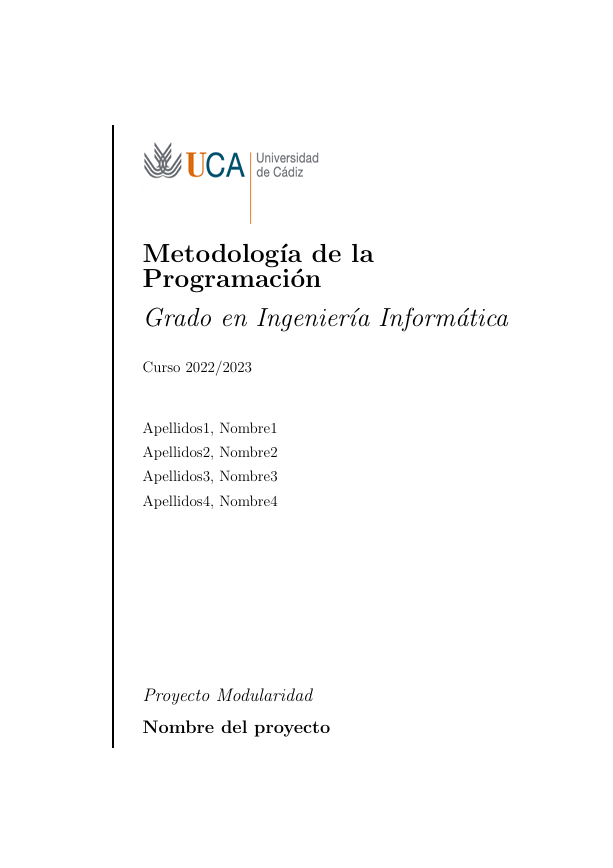 UCA
Universidad
de Cádiz
Metodología de la
Programación
Grado en Ingeniería Informática
Curso 2022/2023
Apellidos1, Nombre1
Apellidos2, Nombre2
Apellidos3, Nombre3
Apellidos4, Nombre4
Proyecto Modularidad
Nombre del proyecto